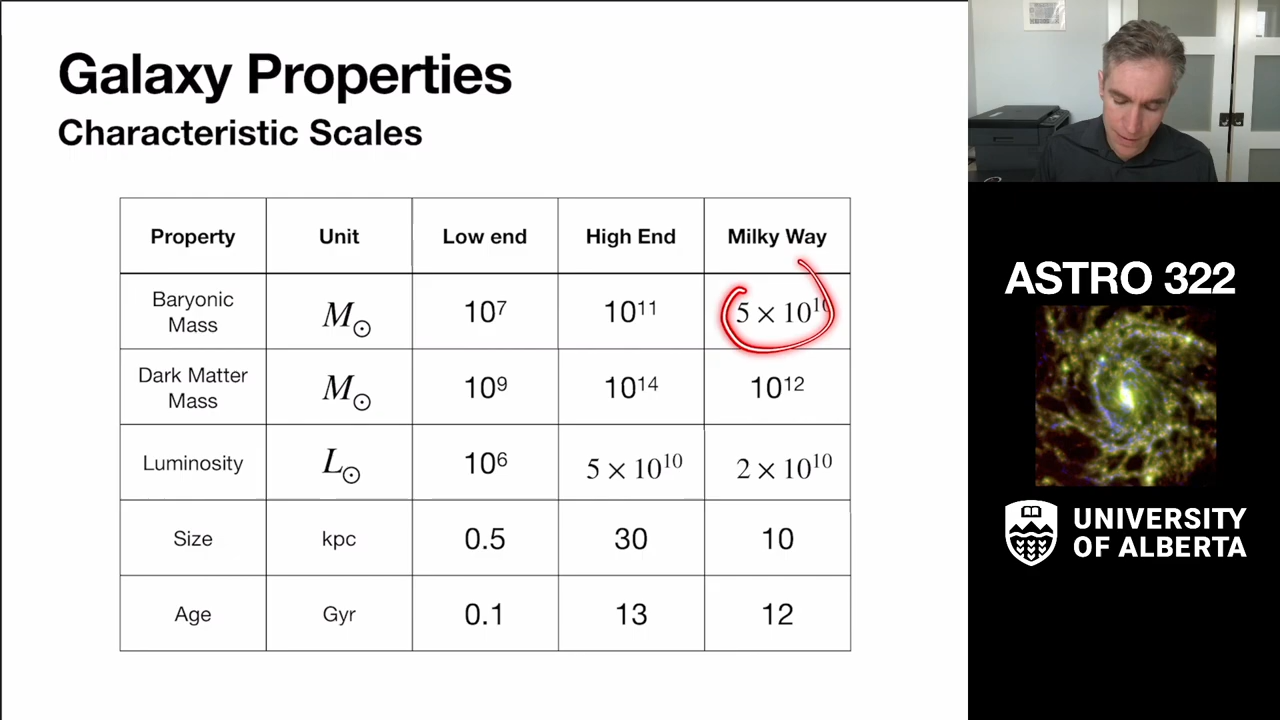 Galaxy Properties
Characteristic Scales
Property Unit Low end High End Milky Way
Baryonic Mass M⊙ 10⁷ 10¹¹ 5 × 10¹⁰
Dark Matter Mass M⊙ 10⁹ 10¹⁴ 10¹²
Luminosity L⊙ 10⁶ 5 × 10¹⁰ 2 × 10¹⁰
Size kpc 0.5 30 10
Age Gyr 0.1 13 12
ASTRO 322
UNIVERSITY
OF ALBERTA